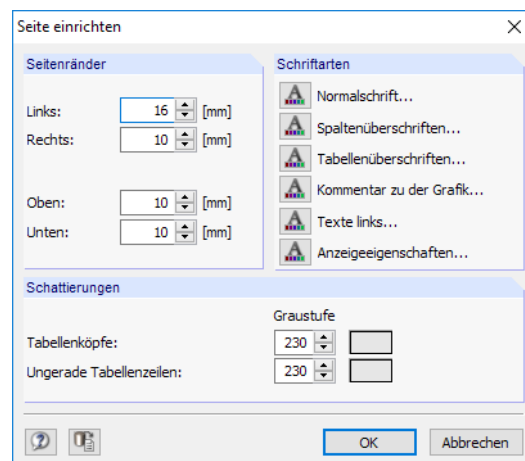 Seite einrichten
Seitenränder
Links: 16 [mm]
Rechts: 10 [mm]
Oben: 10 [mm]
Unten: 10 [mm]
Schriftarten
Normalschrift...
Spaltenüberschriften...
Tabellenüberschriften...
Kommentar zu der Grafik...
Texte links...
Anzeigeeigenschaften...
Schattierungen
Graustufe
Tabellenköpfe: 230
Ungerade Tabellenzeilen: 230
OK Abbrechen